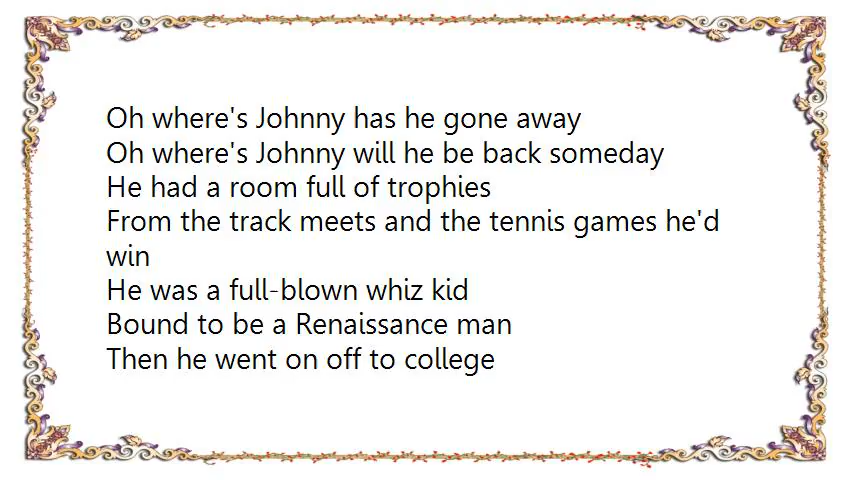 Oh where's Johnny has he gone away
Oh where's Johnny will he be back someday
He had a room full of trophies
From the track meets and the tennis games he'd
win
He was a full-blown whiz kid
Bound to be a Renaissance man
Then he went on off to college